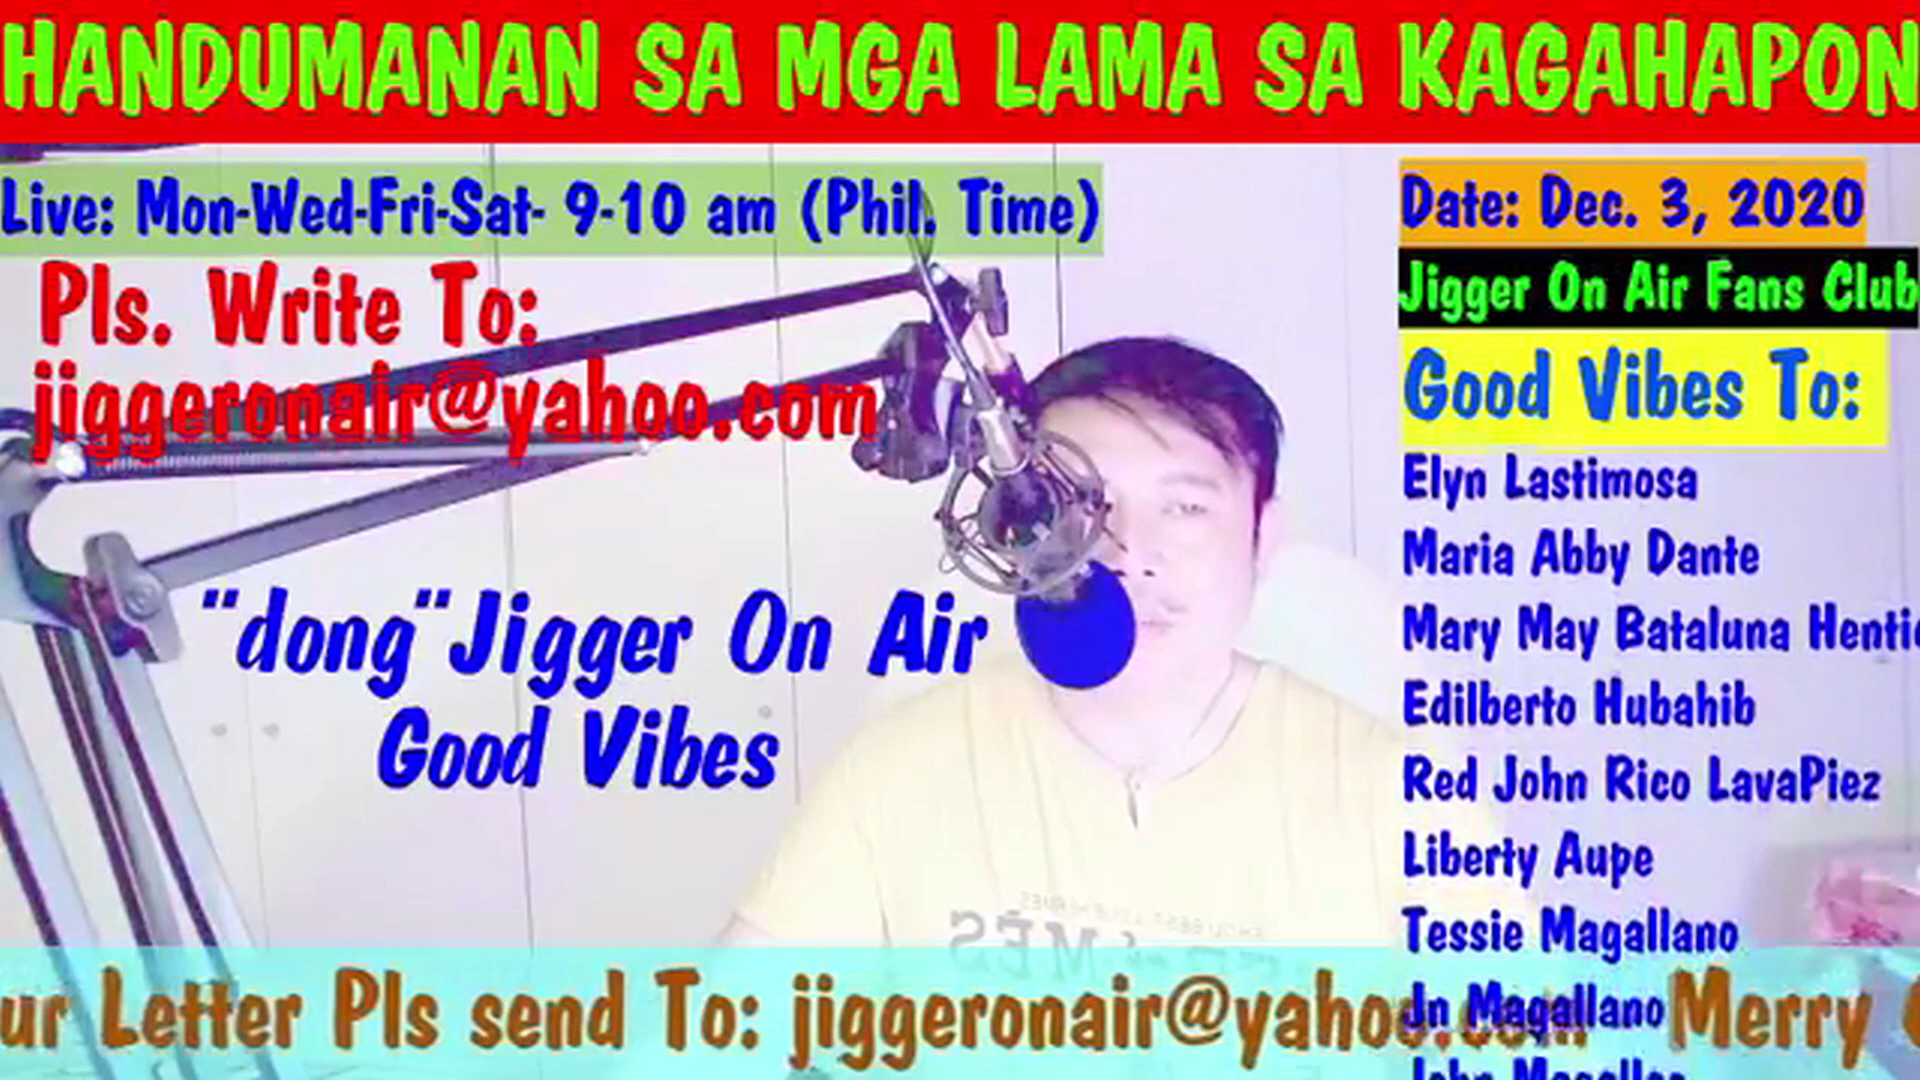 HANDUMANAN SA MGA LAMA SA KAGAHAPON
Live: Mon-Wed-Fri-Sat- 9-10 am (Phil. Time)
Pls. Write To:
jiggeronair@yahoo.com
"dong"Jigger On Air
Good Vibes
Date: Dec. 3, 2020
Jigger On Air Fans Club
Good Vibes To:
Elyn Lastimosa
Maria Abby Dante
Mary May Bataluna
Edilberto Hubahib
Red John Rico LavaPiez
Liberty Aupe
Tessie Magallano
Jn Magallano
ur Letter Pls send To: jiggeronair@yahoo.com Merry